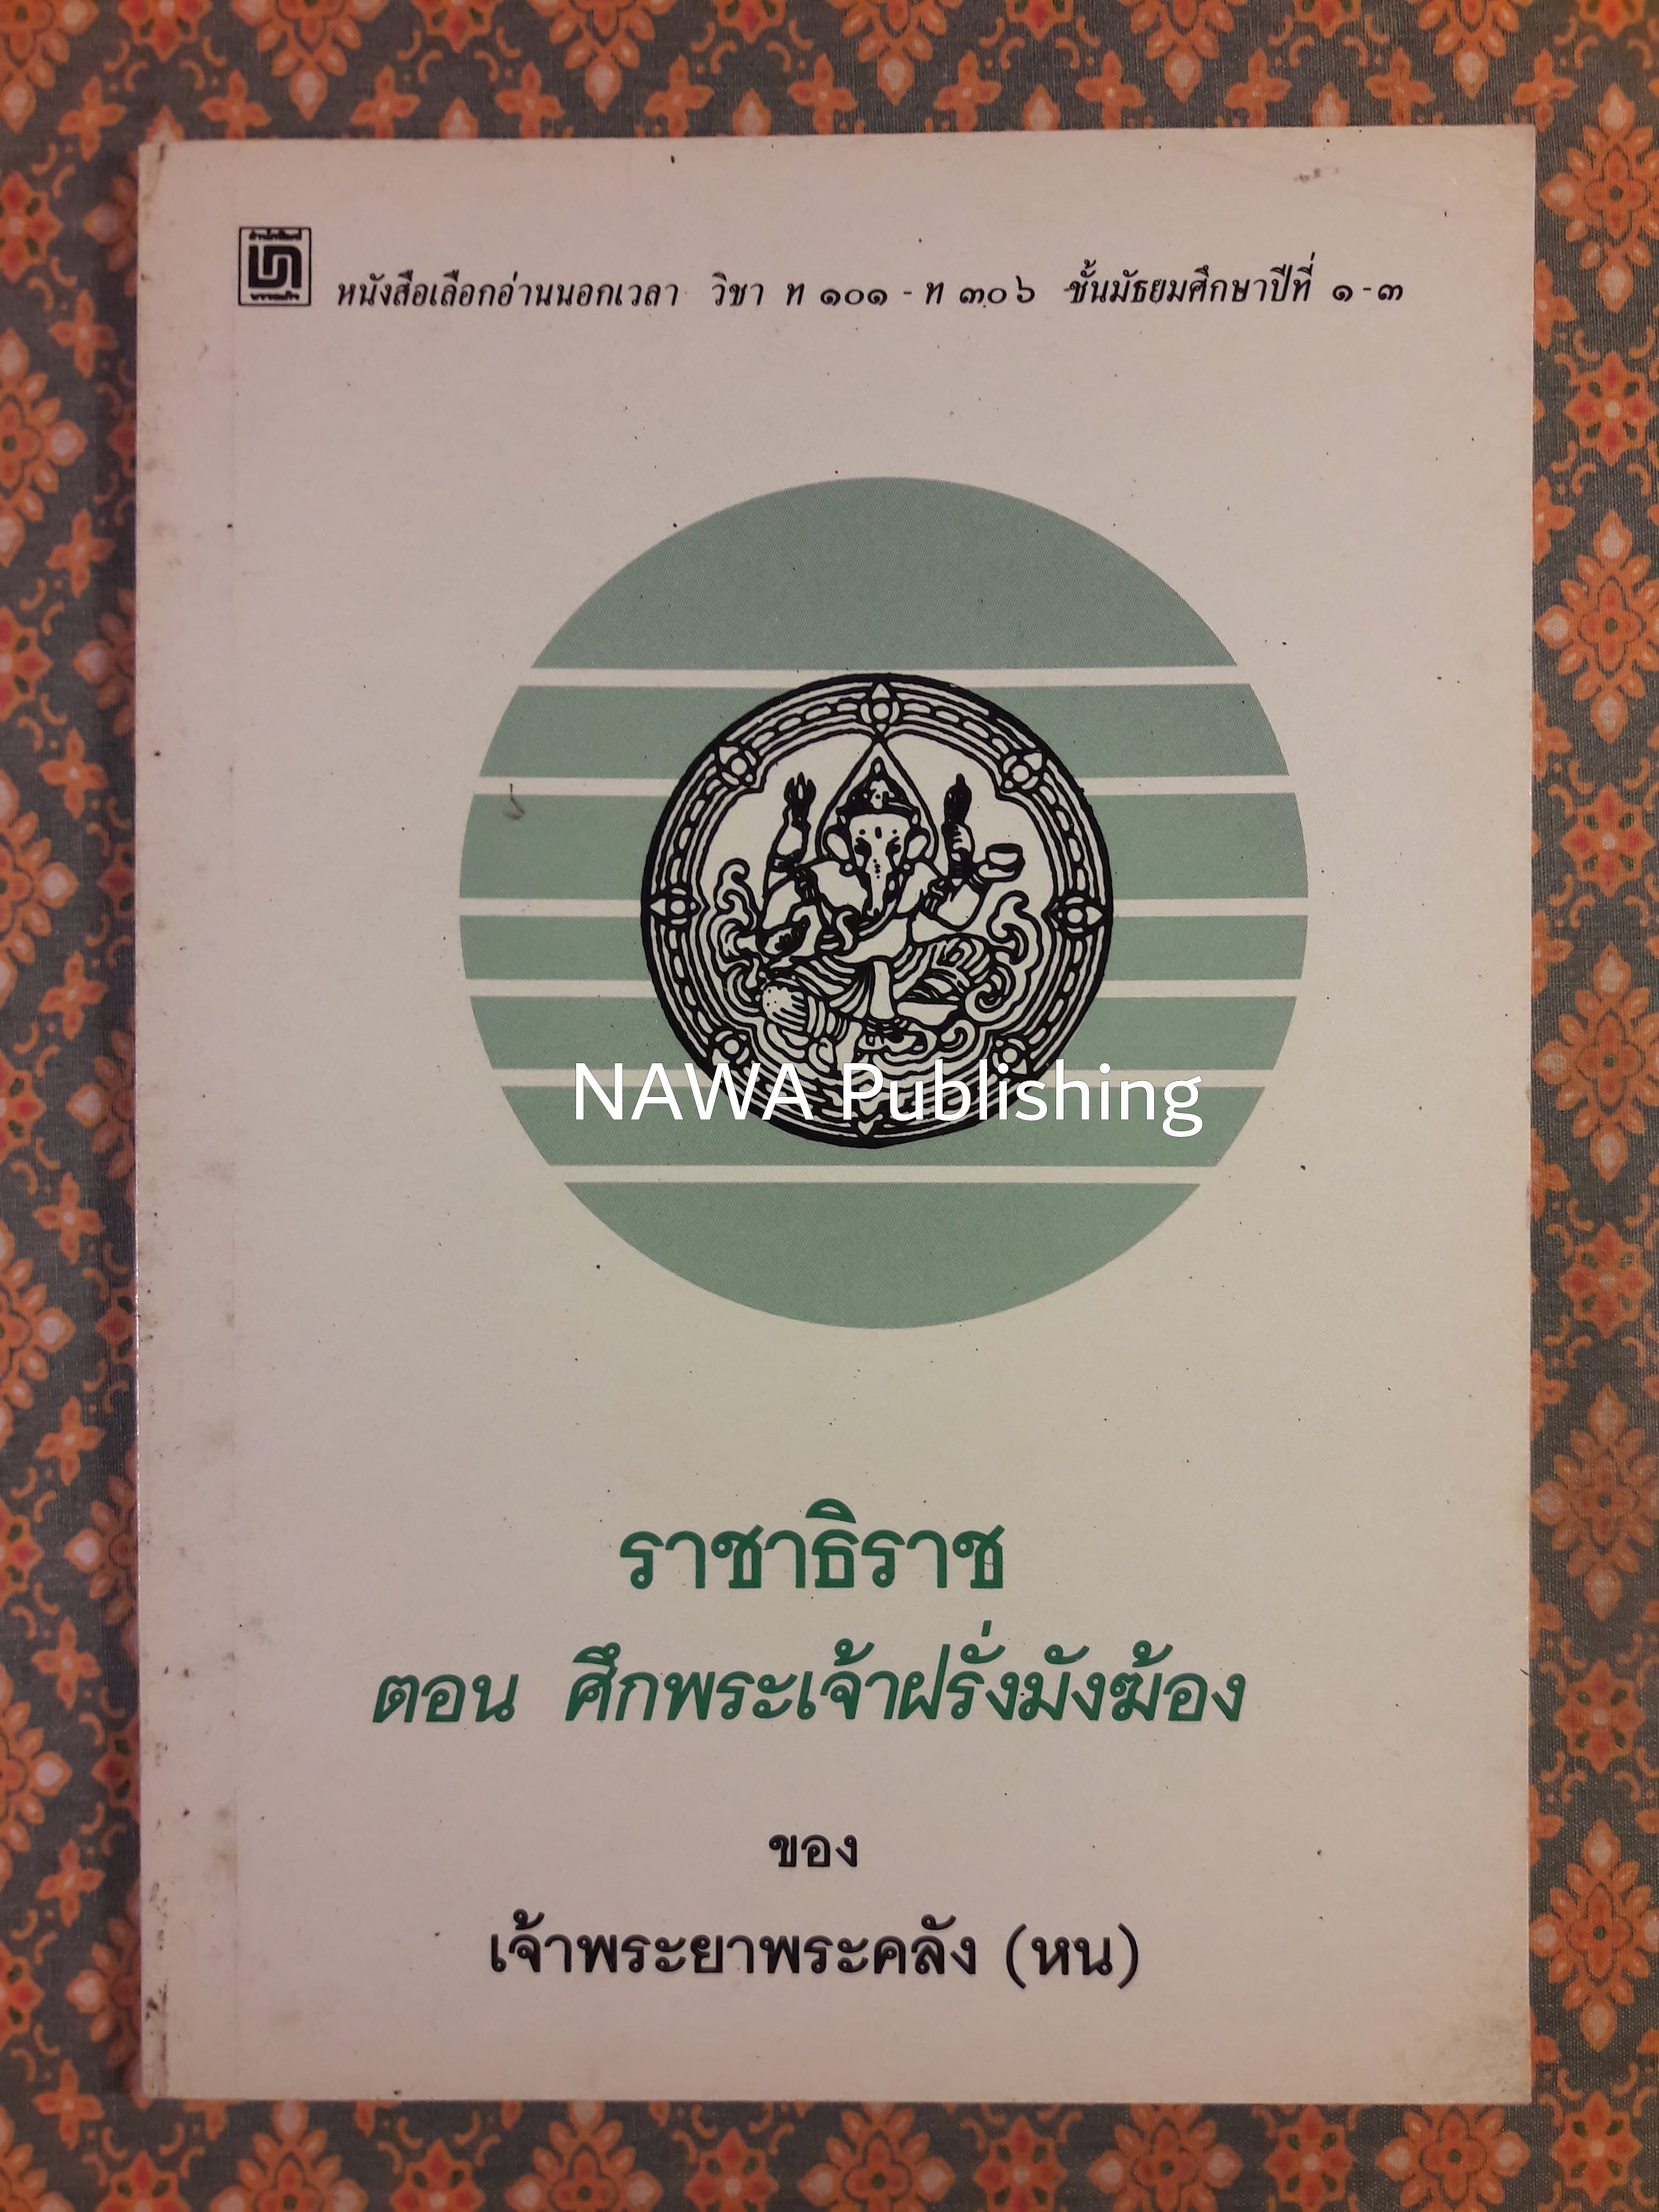 หนังสือเลือกอ่านนอกเวลา วิชา ท ๑๐๑ - ท ๓๐๖ ชั้นมัธยมศึกษาปีที่ ๑ - ๓
NAWA Publishing
ราชาธิราช
ตอน ศึกพระเจ้าฝรั่งมังฆ้อง
ของ
เจ้าพระยาพระคลัง (หน)